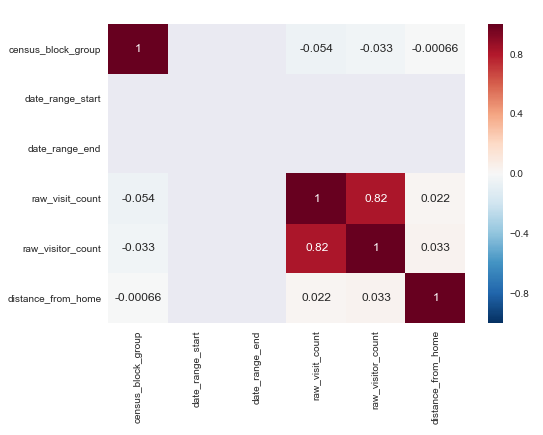 census_block_group 1 -0.054 -0.033 -0.00066
date_range_start
date_range_end
raw_visit_count -0.054 1 0.82 0.022
raw_visitor_count -0.033 0.82 1 0.033
distance_from_home -0.00066 0.022 0.033 1
census_block_group
date_range_start
date_range_end
raw_visit_count
raw_visitor_count
distance_from_home
0.8
0.4
0.0
−0.4
−0.8